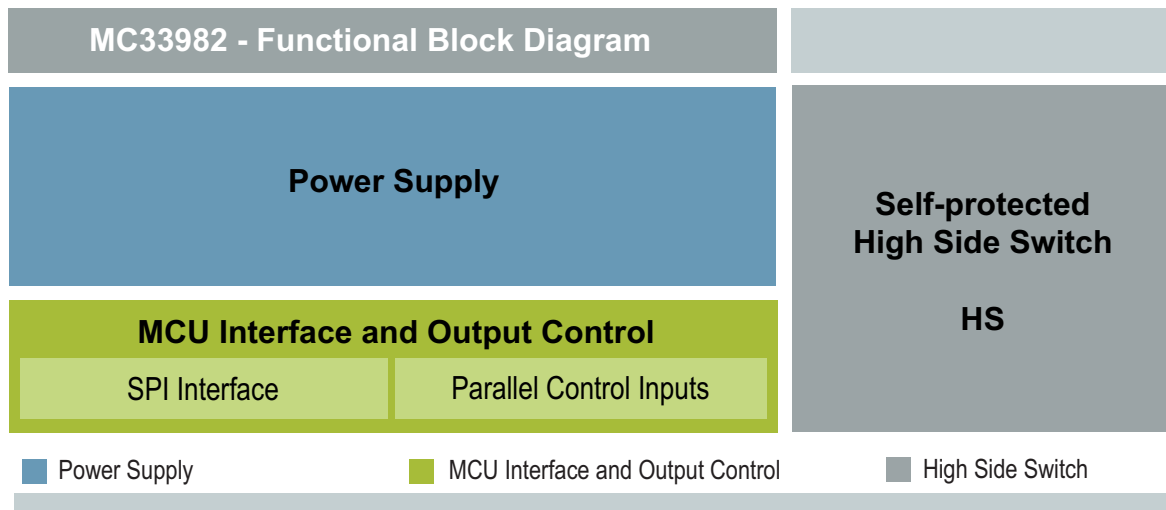 MC33982 - Functional Block Diagram
Power Supply
Self-protected
High Side Switch
HS
MCU Interface and Output Control
SPI Interface
Parallel Control Inputs
Power Supply
MCU Interface and Output Control
High Side Switch